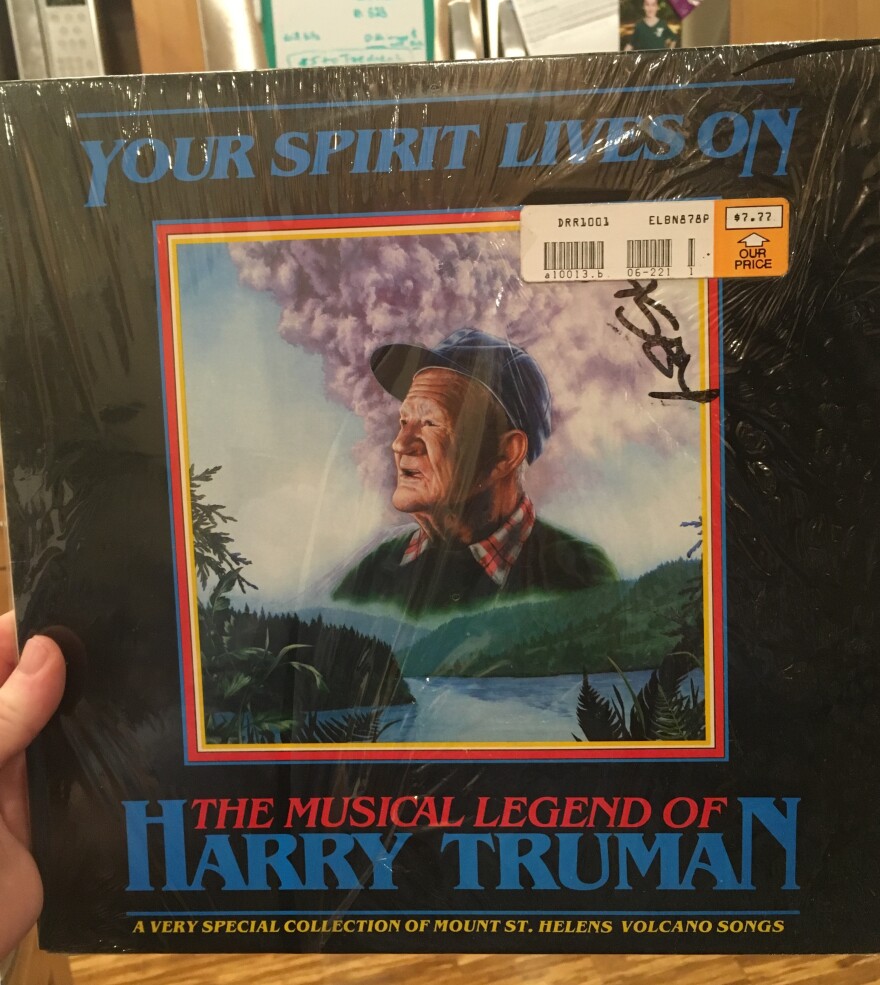 YOUR SPIRIT LIVES ON
DRR1001 ELBN878P $7.77
OUR
PRICE
a10013.b 06-221 1
THE MUSICAL LEGEND OF
HARRY TRUMAN
A VERY SPECIAL COLLECTION OF MOUNT ST. HELENS VOLCANO SONGS